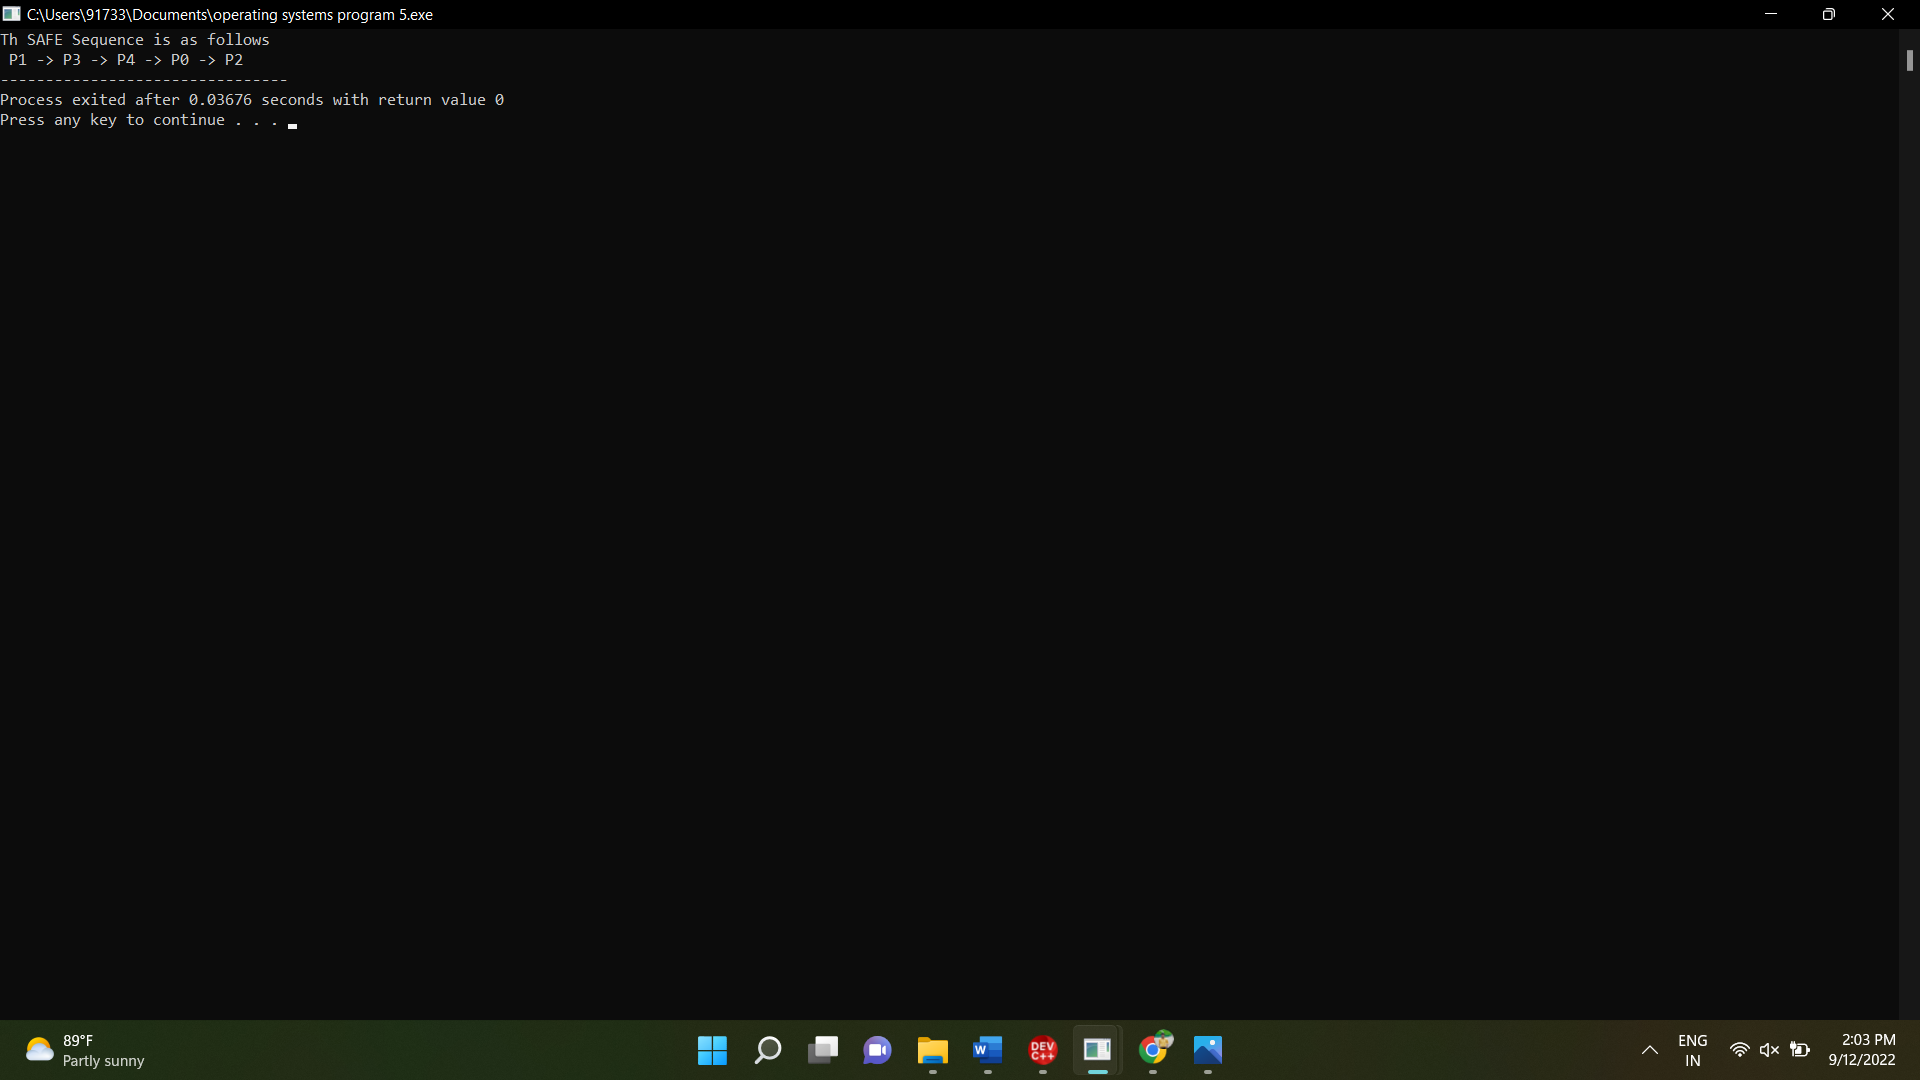 C:\Users\91733\Documents\operating systems program 5.exe
Th SAFE Sequence is as follows
 P1 -> P3 -> P4 -> P0 -> P2
--------------------------------
Process exited after 0.03676 seconds with return value 0
Press any key to continue . . .
89°F
Partly sunny
W
DEV
C++
ENG
IN
2:03 PM
9/12/2022